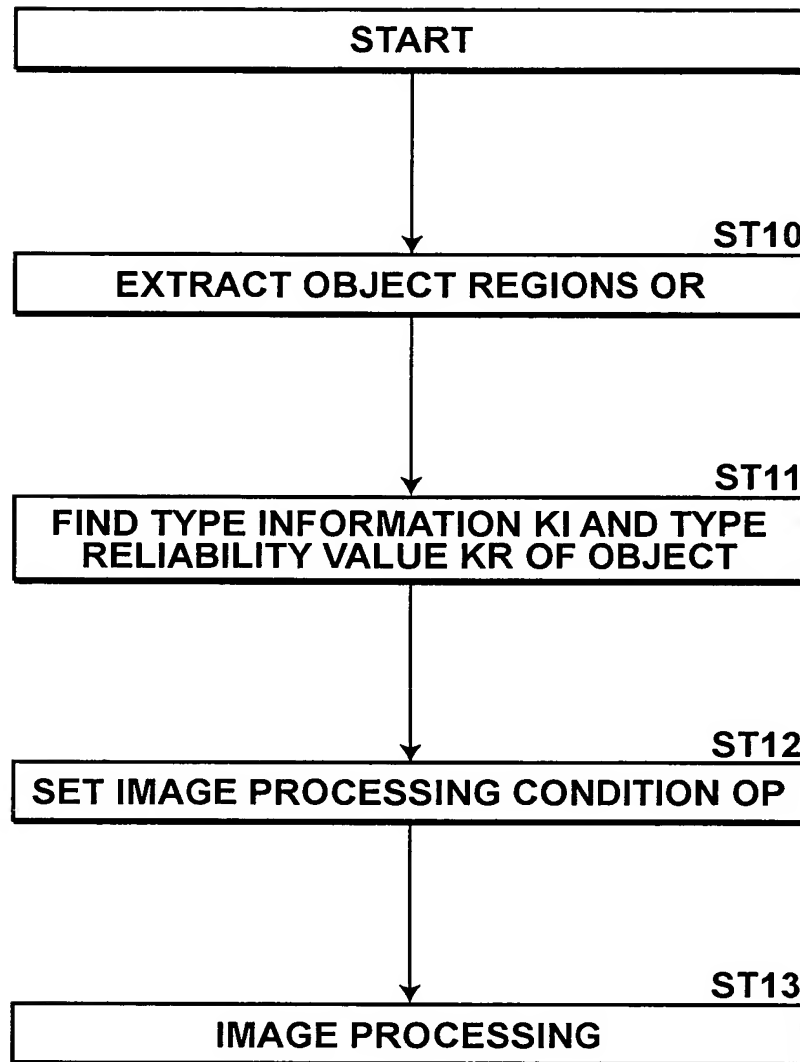 START
ST10
EXTRACT OBJECT REGIONS OR
ST11
FIND TYPE INFORMATION KI AND TYPE
RELIABILITY VALUE KR OF OBJECT
ST12
SET IMAGE PROCESSING CONDITION OP
ST13
IMAGE PROCESSING